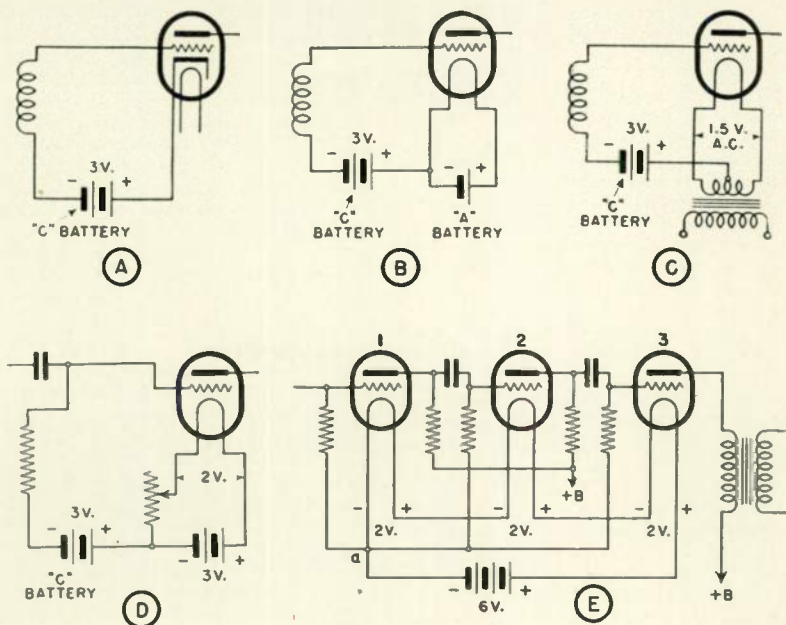 3V.
- +
"C" BATTERY
A
3V.
- +
"C"
BATTERY
- +
"A"
BATTERY
B
3V.
- +
"C"
BATTERY
1.5 V.
A.C.
C
2V.
3V.
- +
"C"
BATTERY
- +
3V.
D
1 2 3
+B
- + - + - +
2V. 2V. 2V.
a
- +
6V.
+B
E